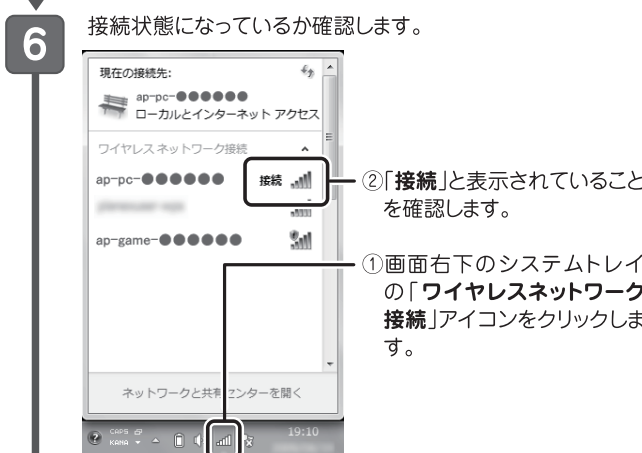 6
接続状態になっているか確認します。
現在の接続先:
ap-pc-●●●●●●
ローカルとインターネット アクセス
ワイヤレス ネットワーク接続
ap-pc-●●●●●●
接続
ap-game-●●●●●●
ネットワークと共有センターを開く
CAPS
KANA
19:10
②「接続」と表示されていること
を確認します。
①画面右下のシステムトレイ
の「ワイヤレスネットワーク
接続」アイコンをクリックしま
す。